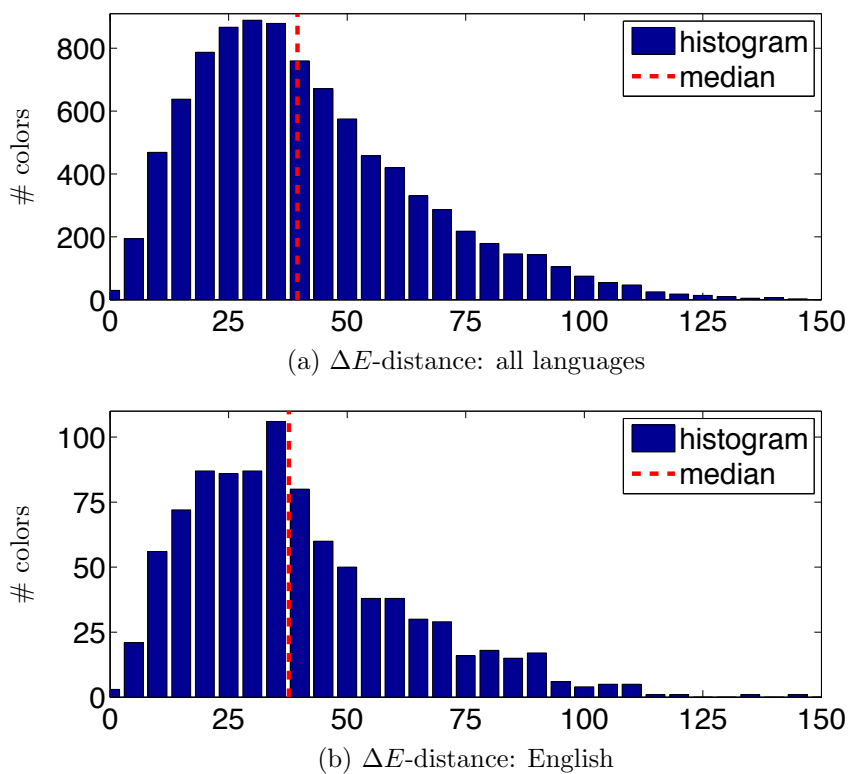 800
600
400
200
0
# colors
histogram
median
0 25 50 75 100 125 150
(a) ΔE-distance: all languages
100
75
50
25
0
# colors
histogram
median
0 25 50 75 100 125 150
(b) ΔE-distance: English